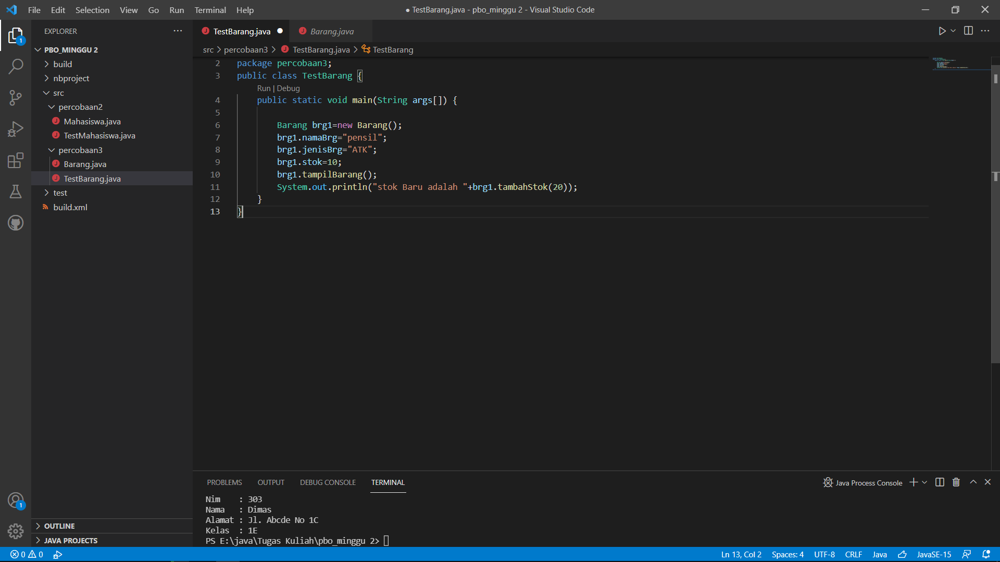 File Edit Selection View Go Run Terminal Help
● TestBarang.java - pbo_minggu 2 - Visual Studio Code
EXPLORER
PBO_MINGGU 2
build
nbproject
src
percobaan2
Mahasiswa.java
TestMahasiswa.java
percobaan3
Barang.java
TestBarang.java
test
build.xml
OUTLINE
JAVA PROJECTS
1
1
TestBarang.java
Barang.java
src > percobaan3 > TestBarang.java > TestBarang
2 package percobaan3;
3 public class TestBarang {
Run | Debug
4 public static void main(String args[]) {
5
6 Barang brg1=new Barang();
7 brg1.namaBrg="pensil";
8 brg1.jenisBrg="ATK";
9 brg1.stok=10;
10 brg1.tampilBarang();
11 System.out.println("stok Baru adalah "+brg1.tambahStok(20));
12 }
13 }
PROBLEMS OUTPUT DEBUG CONSOLE TERMINAL
Java Process Console
Nim : 303
Nama : Dimas
Alamat : Jl. Abcde No 1C
Kelas : 1E
PS E:\java\Tugas Kuliah\pbo_minggu 2>
0 0
Ln 13, Col 2 Spaces: 4 UTF-8 CRLF Java JavaSE-15